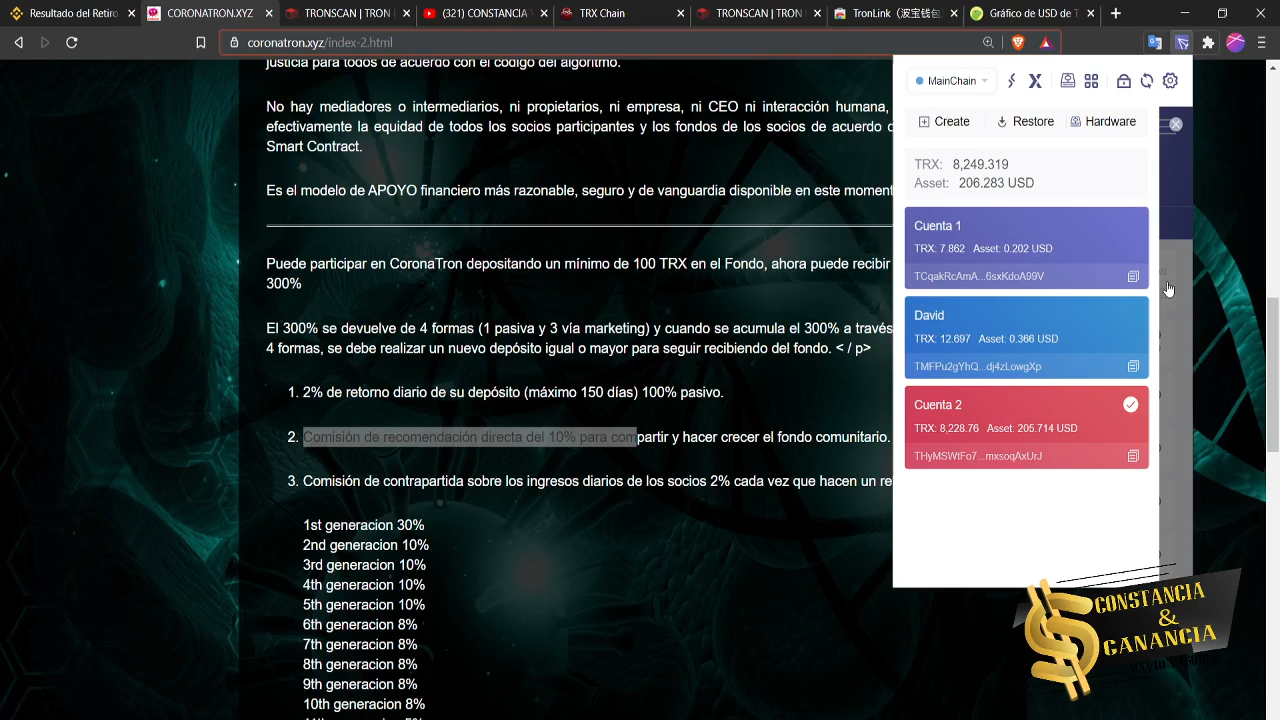 Resultado del Retiro
CORONATRON.XYZ
TRONSCAN | TRON
(321) CONSTANCIA
TRX Chain
TRONSCAN | TRON
TronLink（波宝钱包
Gráfico de USD de T
coronatron.xyz/index-2.html
justicia para todos de acuerdo con el código del algoritmo.
No hay mediadores o intermediarios, ni propietarios, ni empresa, ni CEO ni interacción humana,
efectivamente la equidad de todos los socios participantes y los fondos de los socios de acuerdo
Smart Contract.
Es el modelo de APOYO financiero más razonable, seguro y de vanguardia disponible en este
Puede participar en CoronaTron depositando un mínimo de 100 TRX en el Fondo, ahora puede recibir
300%
El 300% se devuelve de 4 formas (1 pasiva y 3 vía marketing) y cuando se acumula el 300% a través
4 formas, se debe realizar un nuevo depósito igual o mayor para seguir recibiendo del fondo. < / p>
1. 2% de retorno diario de su depósito (máximo 150 días) 100% pasivo.
2. Comisión de recomendación directa del 10% para compartir y hacer crecer el fondo comunitario.
3. Comisión de contrapartida sobre los ingresos diarios de los socios 2% cada vez que hacen un
1st generacion 30%
2nd generacion 10%
3rd generacion 10%
4th generacion 10%
5th generacion 10%
6th generacion 8%
7th generacion 8%
8th generacion 8%
9th generacion 8%
10th generacion 8%
MainChain
Create
Restore
Hardware
TRX: 8,249.319
Asset: 206.283 USD
Cuenta 1
TRX: 7.862 Asset: 0.202 USD
TCqakRcAmA...6sxKdoA99V
David
TRX: 12.697 Asset: 0.366 USD
TMFPu2gYhQ...dj4zLowgXp
Cuenta 2
TRX: 8,228.76 Asset: 205.714 USD
THyMSWtFo7...mxsoqAxUrJ
CONSTANCIA
&
GANANCIA